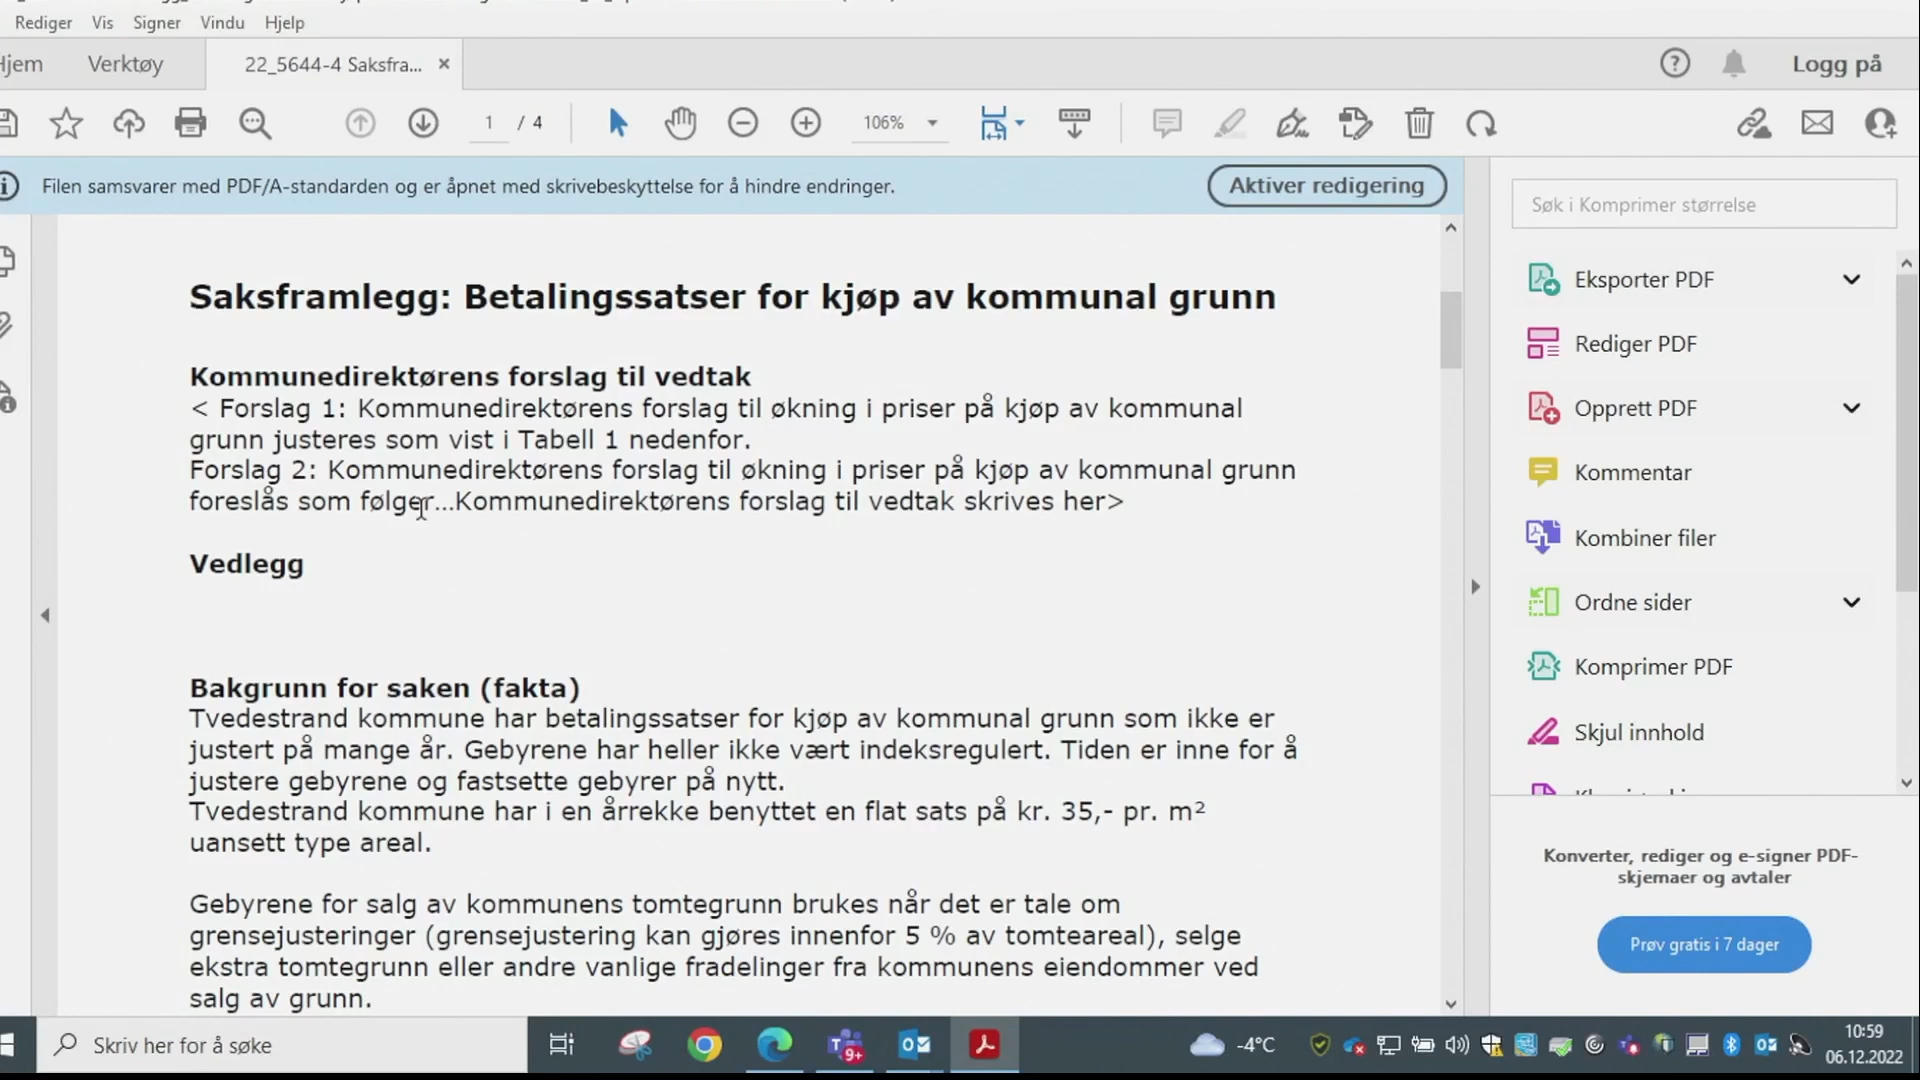 Rediger Vis Signer Vindu Hjelp
Hjem Verktøy 22_5644-4 Saksfra... × Logg på
1 / 4 106%
Filen samsvarer med PDF/A-standarden og er åpnet med skrivebeskyttelse for å hindre endringer. Aktiver redigering
Søk i Komprimer størrelse
Eksporter PDF
Rediger PDF
Opprett PDF
Kommentar
Kombiner filer
Ordne sider
Komprimer PDF
Skjul innhold
Konverter, rediger og e-signer PDF-
skjemaer og avtaler
Prøv gratis i 7 dager
Saksframlegg: Betalingssatser for kjøp av kommunal grunn
Kommunedirektørens forslag til vedtak
< Forslag 1: Kommunedirektørens forslag til økning i priser på kjøp av kommunal
grunn justeres som vist i Tabell 1 nedenfor.
Forslag 2: Kommunedirektørens forslag til økning i priser på kjøp av kommunal grunn
foreslås som følger...Kommunedirektørens forslag til vedtak skrives her>
Vedlegg
Bakgrunn for saken (fakta)
Tvedestrand kommune har betalingssatser for kjøp av kommunal grunn som ikke er
justert på mange år. Gebyrene har heller ikke vært indeksregulert. Tiden er inne for å
justere gebyrene og fastsette gebyrer på nytt.
Tvedestrand kommune har i en årrekke benyttet en flat sats på kr. 35,- pr. m²
uansett type areal.
Gebyrene for salg av kommunens tomtegrunn brukes når det er tale om
grensejusteringer (grensejustering kan gjøres innenfor 5 % av tomteareal), selge
ekstra tomtegrunn eller andre vanlige fradelinger fra kommunens eiendommer ved
salg av grunn.
Skriv her for å søke
9+
-4°C
10:59
06.12.2022